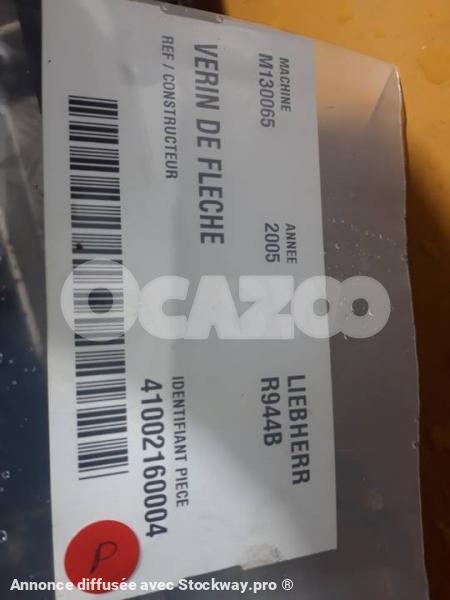 MACHINE
M130065
ANNEE
2005
LIEBHERR
R944B
VERIN DE FLECHE
REF / CONSTRUCTEUR
IDENTIFIANT PIECE
41002160004
P
OCAZOO
Annonce diffusée avec Stockway.pro ®